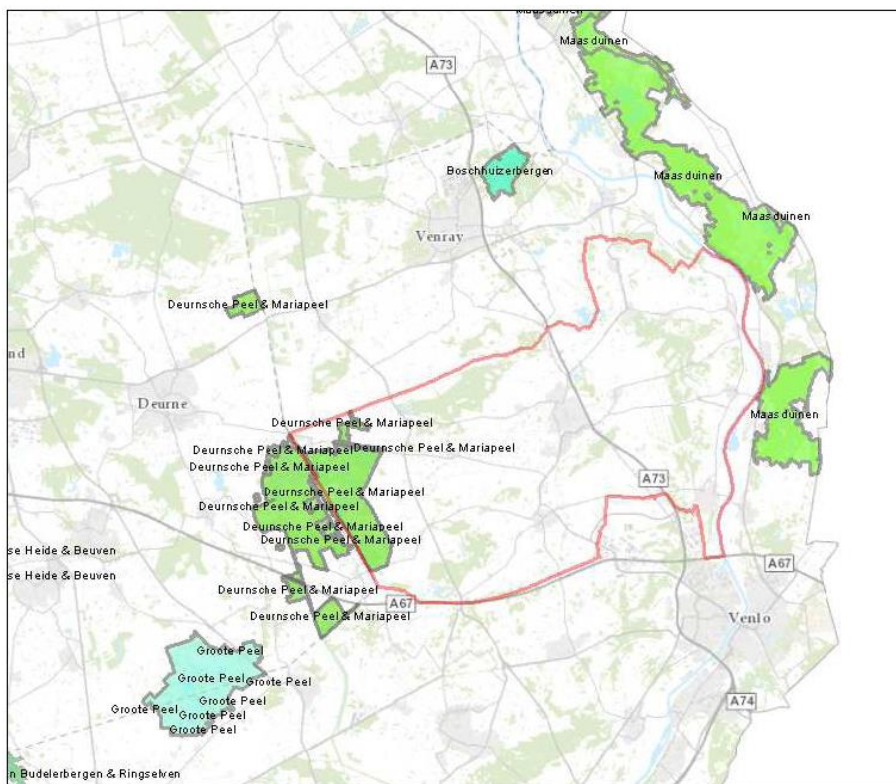 Maasduinen
Maasduinen
A73
Boschhuizerbergen
Maasduinen
Maasduinen
Venray
Deurnsche Peel & Mariapeel
nd
Deurne
Maasduinen
Deurnsche Peel & Mariapeel
Deurnsche Peel & Mariapeel
Deurnsche Peel & Mariapeel
Deurnsche Peel & Mariapeel
A73
Deurnsche Peel & Mariapeel
Deurnsche Peel & Mariapeel
Deurnsche Peel & Mariapeel
Deurnsche Peel & Mariapeel
se Heide & Beuven
A67
se Heide & Beuven
Deurnsche Peel & Mariapeel
A67
Deurnsche Peel & Mariapeel
Venlo
Groote Peel
Groote Peel
Groote Peel
Groote Peel
Groote Peel
Groote Peel
Groote Peel
A74
n Budelerbergen & Ringselven